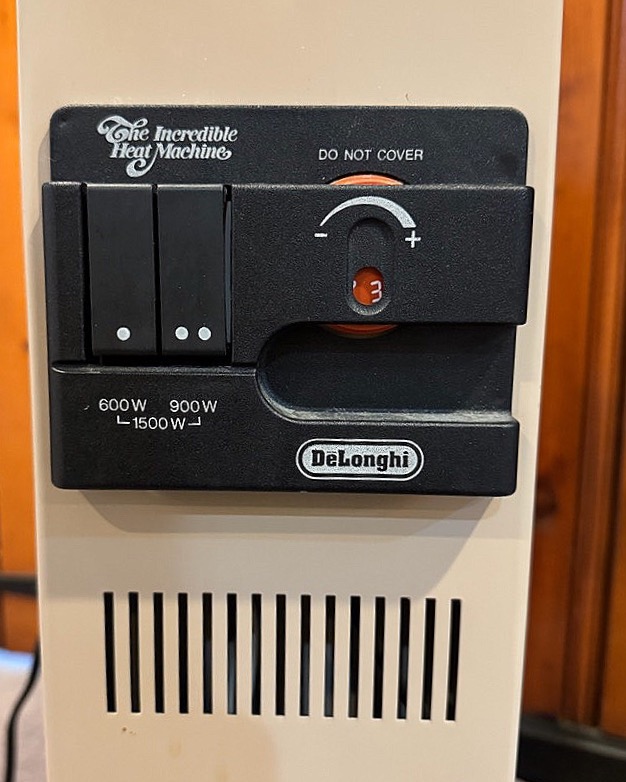 The Incredible
Heat Machine
DO NOT COVER
- +
3
600W 900W
1500W
DeLonghi